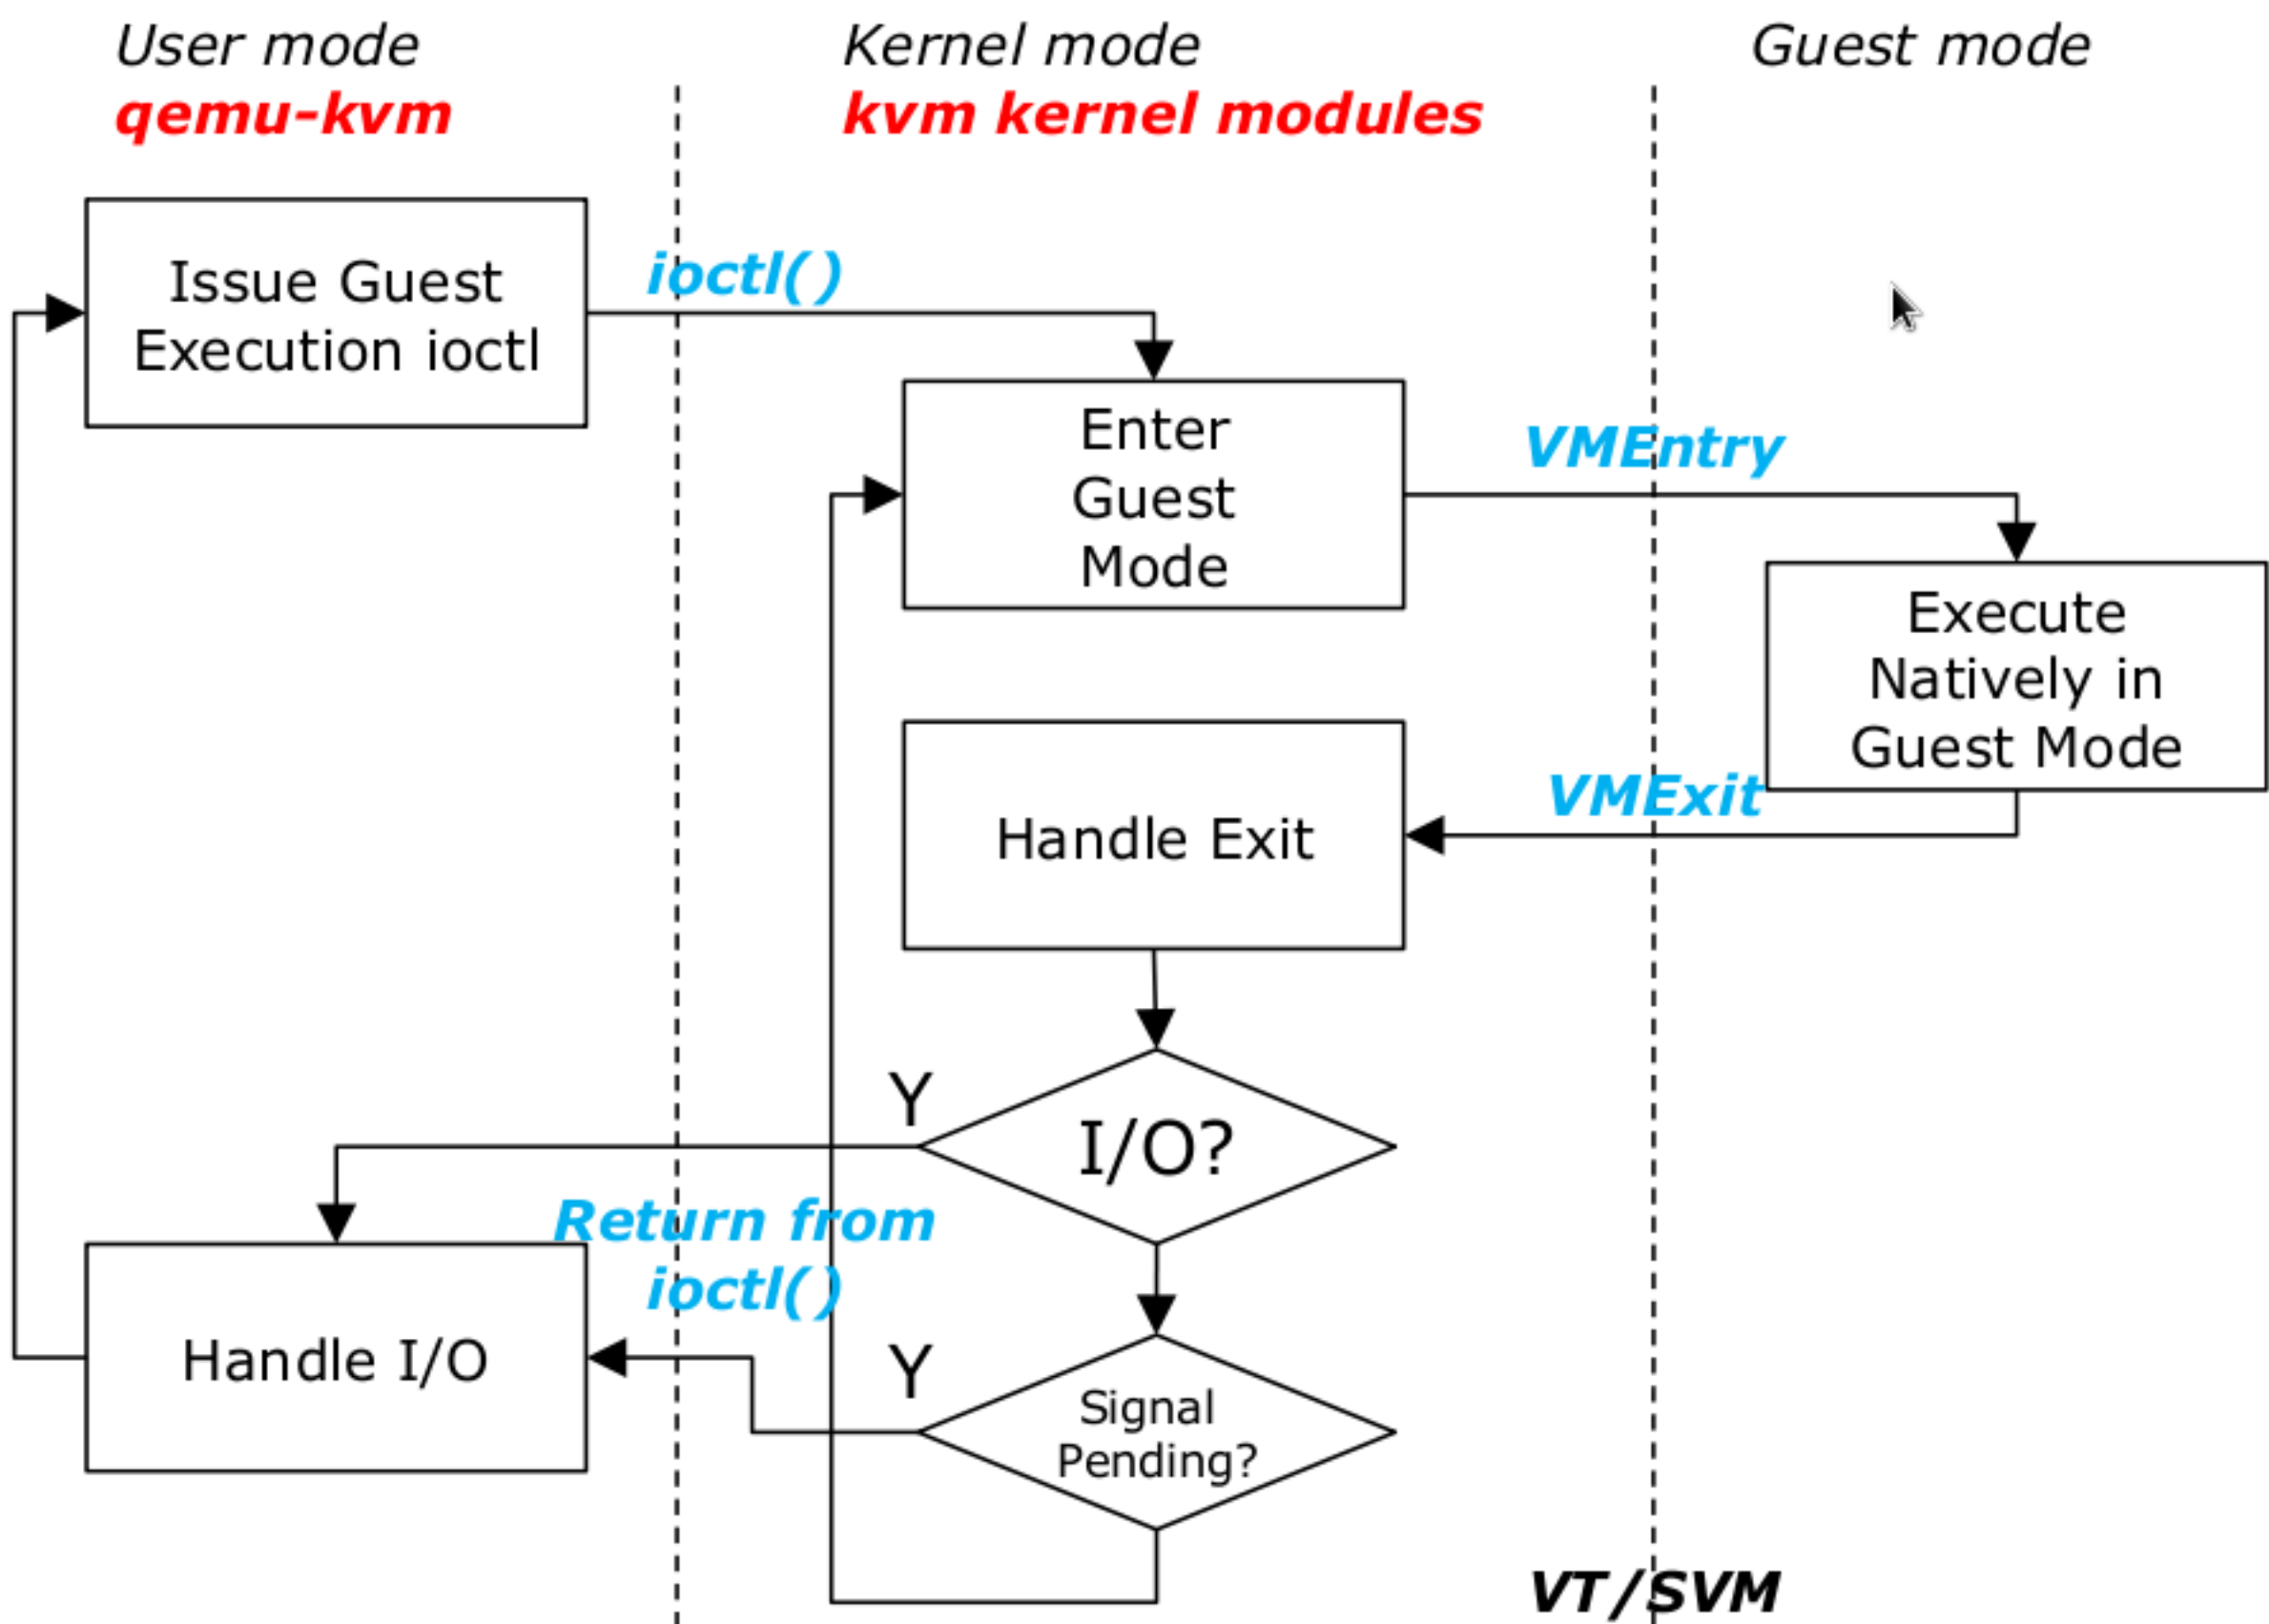 User mode
qemu-kvm
Kernel mode
kvm kernel modules
Guest mode
Issue Guest
Execution ioctl
ioctl()
Enter
Guest
Mode
VMEntry
Execute
Natively in
Guest Mode
VMExit
Handle Exit
Y
I/O?
Return from
ioctl()
Handle I/O
Y
Signal
Pending?
VT/SVM